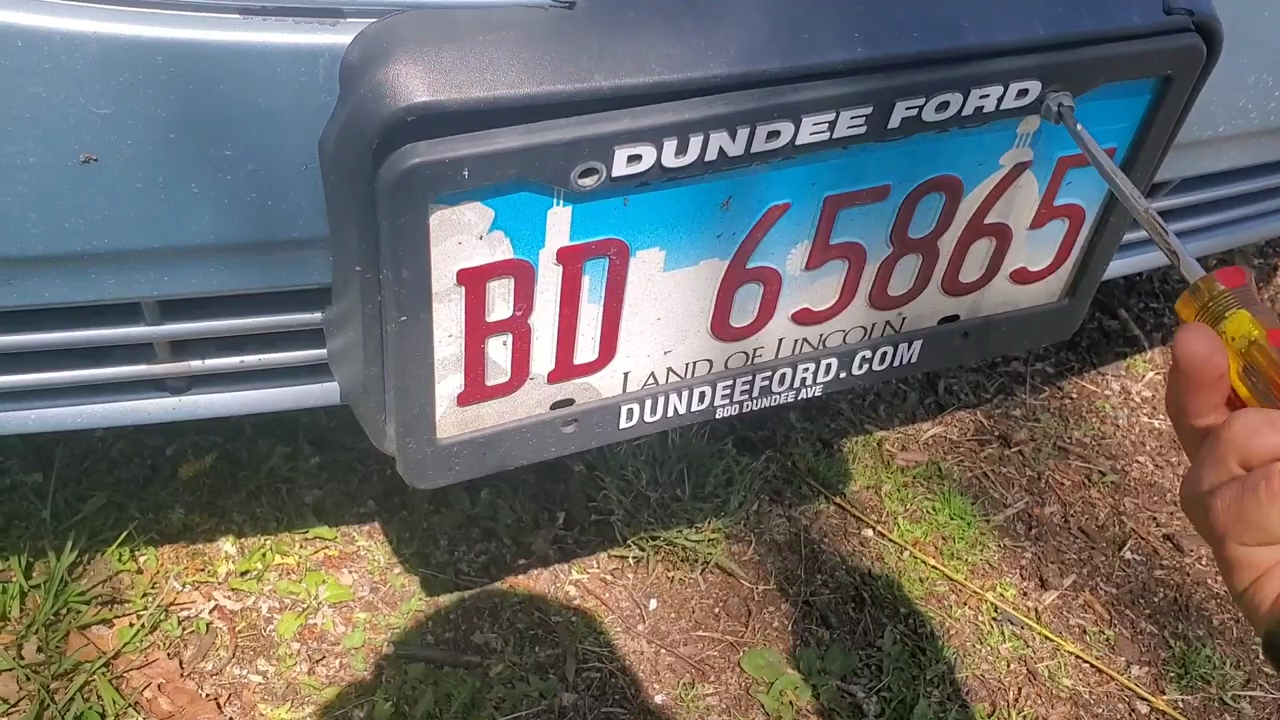 DUNDEE FORD
BD 65865
LAND OF LINCOLN
DUNDEEFORD.COM
800 DUNDEE AVE